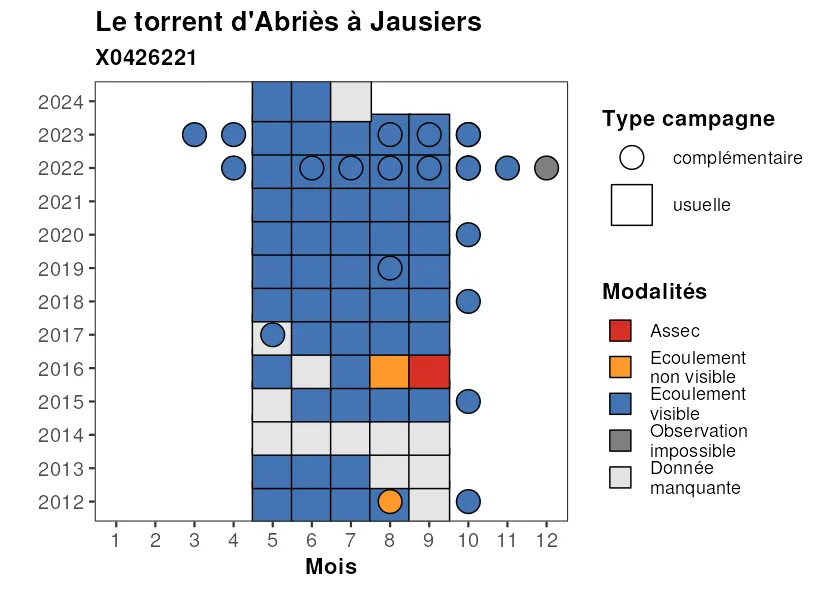 Le torrent d'Abriès à Jausiers
X0426221
2024
2023
2022
2021
2020
2019
2018
2017
2016
2015
2014
2013
2012
1 2 3 4 5 6 7 8 9 10 11 12
Mois
Type campagne
complémentaire
usuelle
Modalités
Assec
Ecoulement
non visible
Ecoulement
visible
Observation
impossible
Donnée
manquante